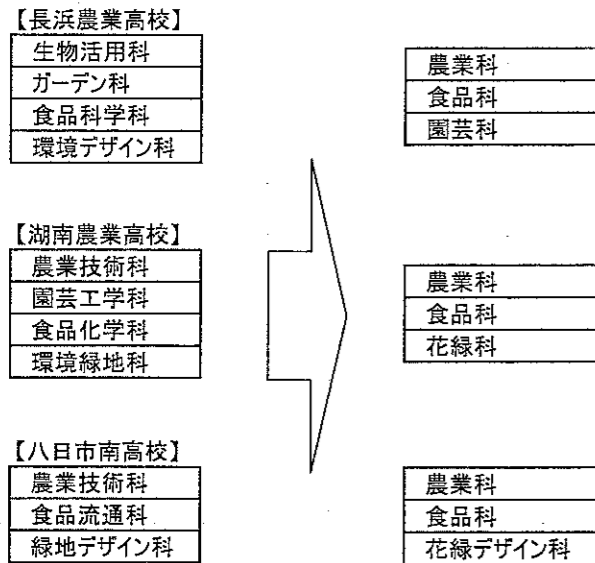 【長浜農業高校】
生物活用科
ガーデン科
食品科学科
環境デザイン科
農業科
食品科
園芸科
【湖南農業高校】
農業技術科
園芸工学科
食品化学科
環境緑地科
農業科
食品科
花緑科
【八日市南高校】
農業技術科
食品流通科
緑地デザイン科
農業科
食品科
花緑デザイン科